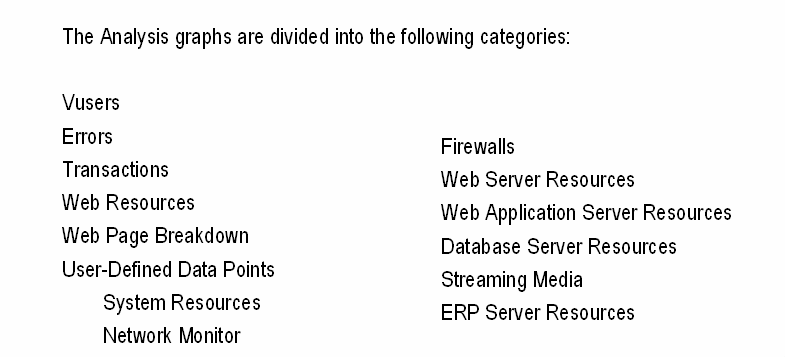 The Analysis graphs are divided into the following categories:
Vusers
Errors
Transactions
Web Resources
Web Page Breakdown
User-Defined Data Points
System Resources
Network Monitor
Firewalls
Web Server Resources
Web Application Server Resources
Database Server Resources
Streaming Media
ERP Server Resources